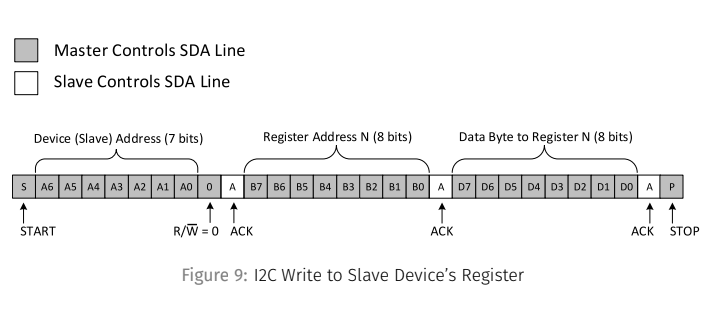 Master Controls SDA Line
Slave Controls SDA Line
Device (Slave) Address (7 bits) Register Address N (8 bits) Data Byte to Register N (8 bits)
S A6 A5 A4 A3 A2 A1 A0 0 A B7 B6 B5 B4 B3 B2 B1 B0 A D7 D6 D5 D4 D3 D2 D1 D0 A P
START R/W̅ = 0 ACK ACK ACK STOP
Figure 9: I2C Write to Slave Device's Register